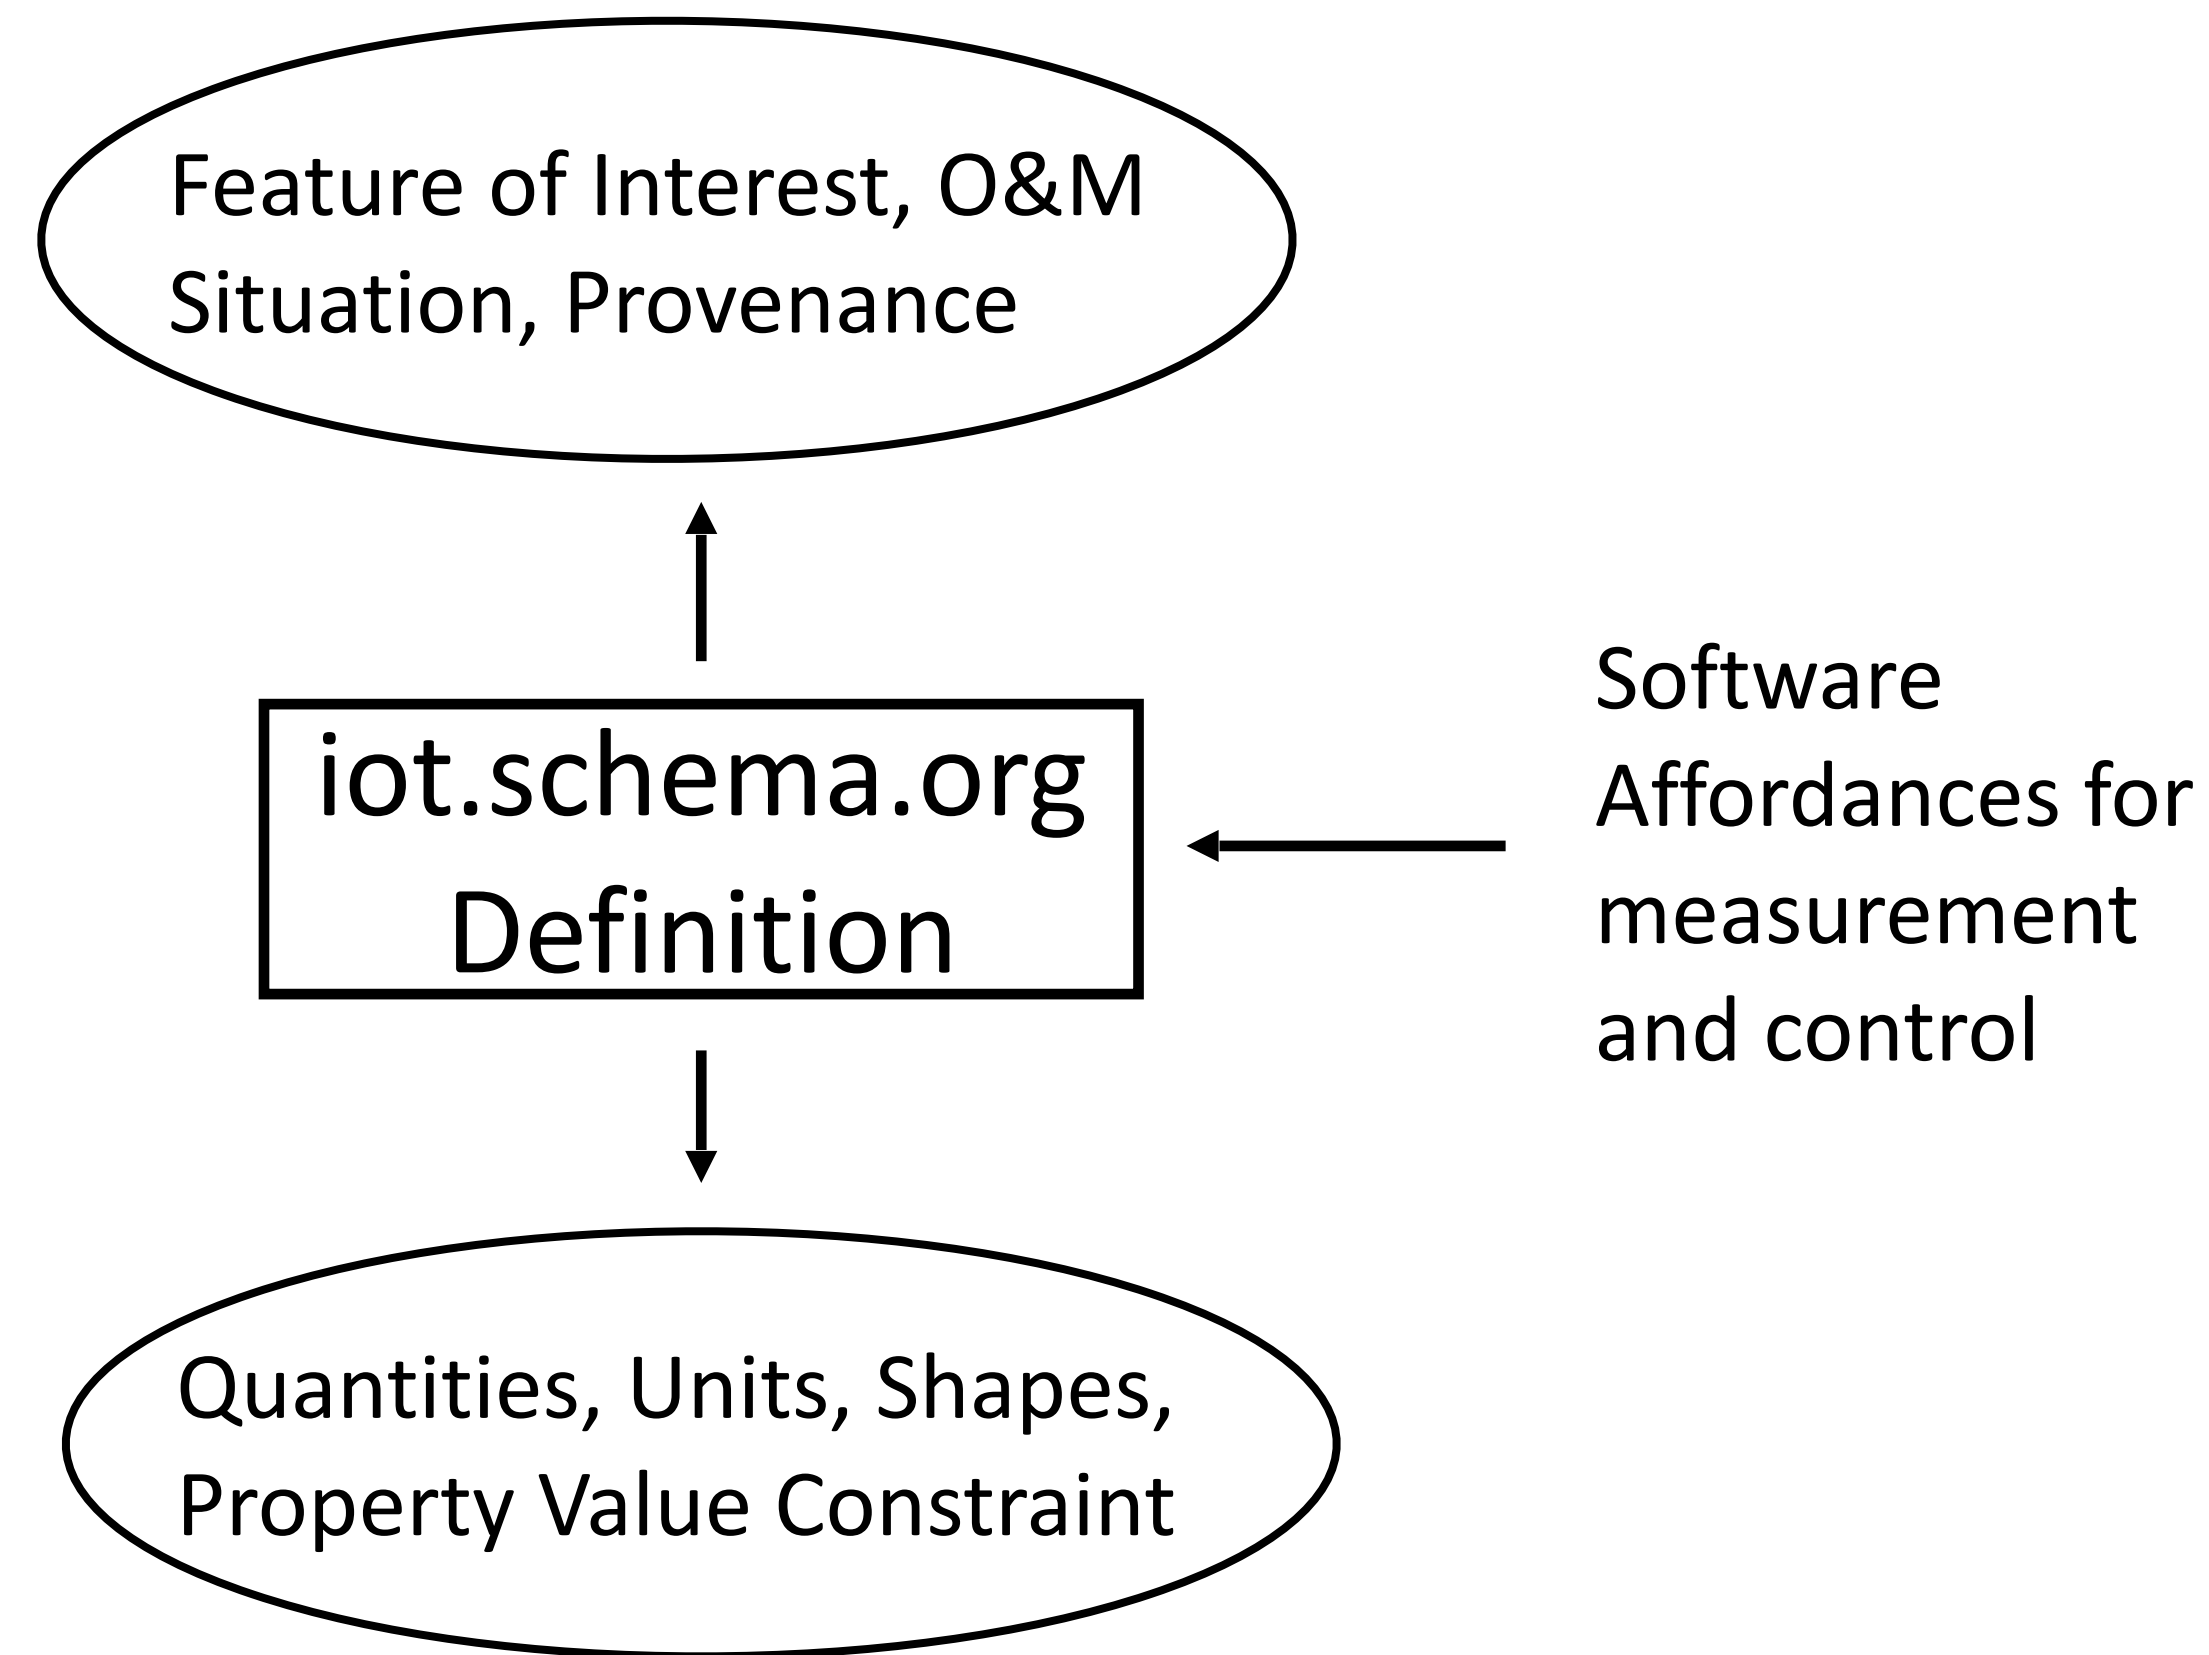 Feature of Interest, O&M
Situation, Provenance
iot.schema.org
Definition
Software
Affordances for
measurement
and control
Quantities, Units, Shapes,
Property Value Constraint